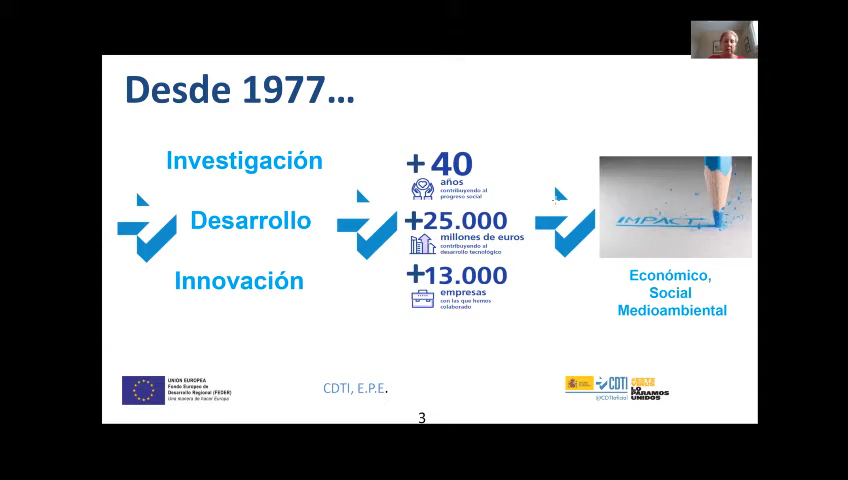 Desde 1977...
Investigación
Desarrollo
Innovación
+40
años
contribuyendo al
progreso social
+25.000
millones de euros
contribuyendo al
desarrollo tecnológico
+13.000
empresas
con las que hemos
colaborado
IMPACT
Económico,
Social
Medioambiental
UNION EUROPEA
Fondo Europeo de
Desarrollo Regional (FEDER)
Una manera de hacer Europa
CDTI, E.P.E.
CDTI
@CDTIoficial
LO
PARAMOS
UNIDOS
3